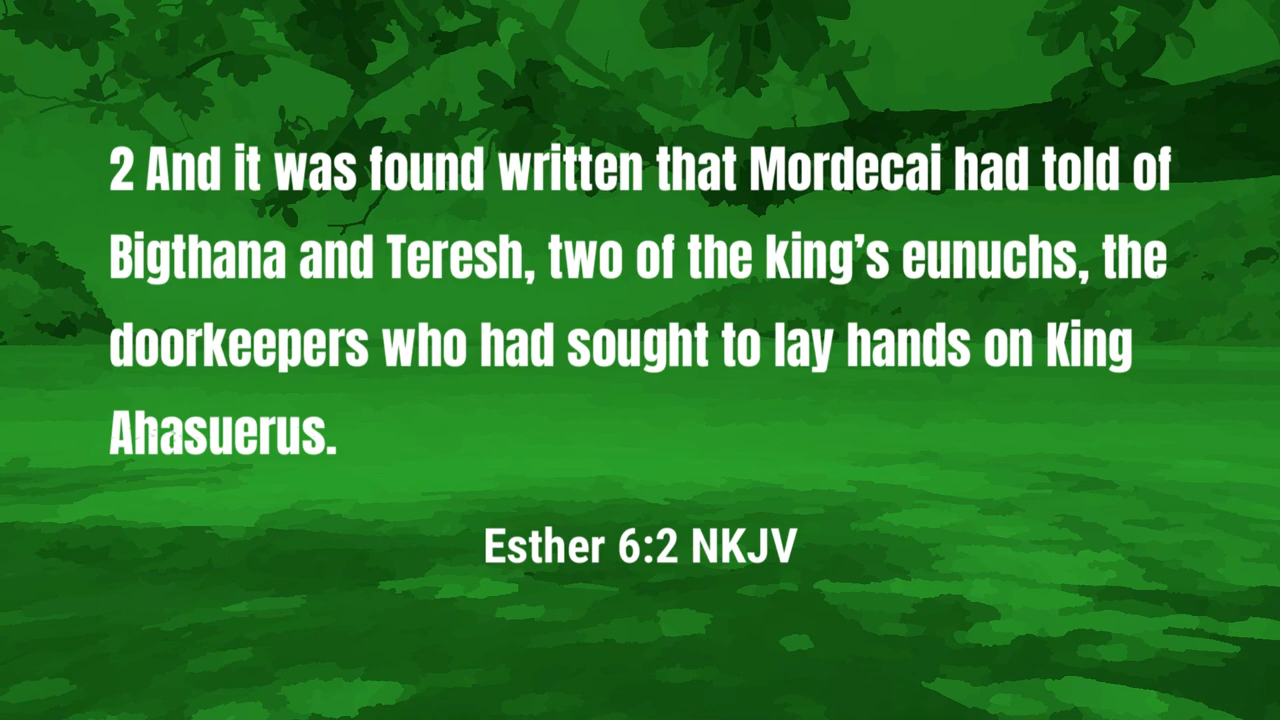 2 And it was found written that Mordecai had told of
Bigthana and Teresh, two of the king’s eunuchs, the
doorkeepers who had sought to lay hands on King
Ahasuerus.
Esther 6:2 NKJV